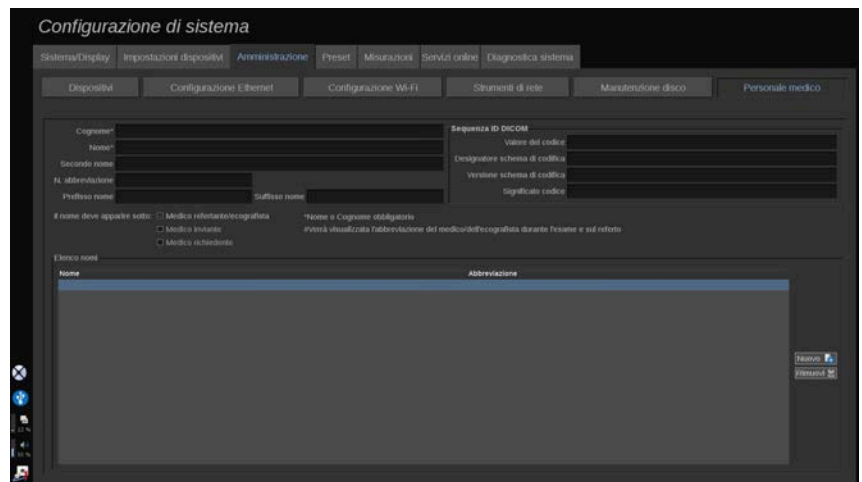 Configurazione di sistema
Sistema/Display Impostazioni dispositivi Amministrazione Preset Misurazioni Servizi online Diagnostica sistema
Dispositivi Configurazione Ethernet Configurazione Wi-Fi Strumenti di rete Manutenzione disco Personale medico
Cognome*
Nome*
Secondo nome
N. abbreviazione
Prefisso nome Suffisso nome
Sequenza ID DICOM
Valore del codice
Designatore schema di codifica
Versione schema di codifica
Significato codice
Il nome deve apparire sotto: Medico refertante/ecografista
Medico inviante
Medico richiedente
*Nome o Cognome obbligatorio
#Verrà visualizzata l'abbreviazione del medico/dell'ecografista durante l'esame e sul referto
Elenco nomi
Nome Abbreviazione
Nuovo
Rimuovi